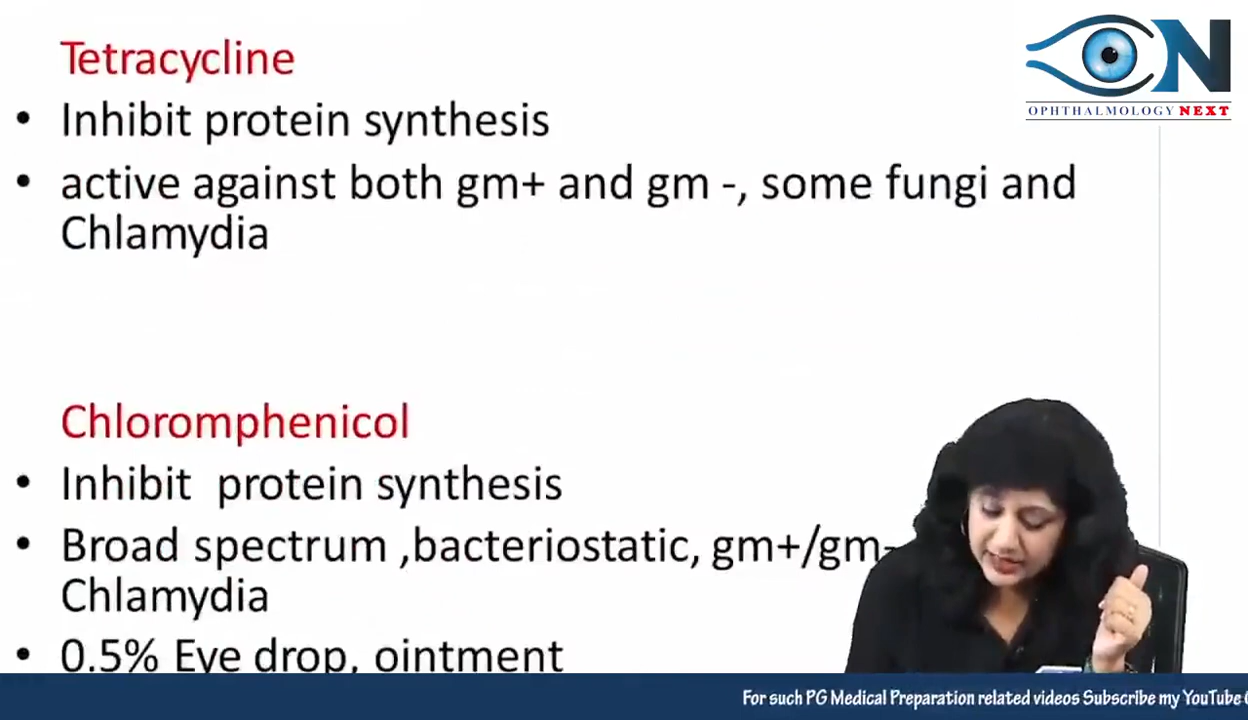 ON
OPHTHALMOLOGY NEXT
Tetracycline
• Inhibit protein synthesis
• active against both gm+ and gm -, some fungi and
Chlamydia
Chloromphenicol
• Inhibit protein synthesis
• Broad spectrum ,bacteriostatic, gm+/gm-
Chlamydia
• 0.5% Eye drop, ointment
For such PG Medical Preparation related videos Subscribe my YouTube